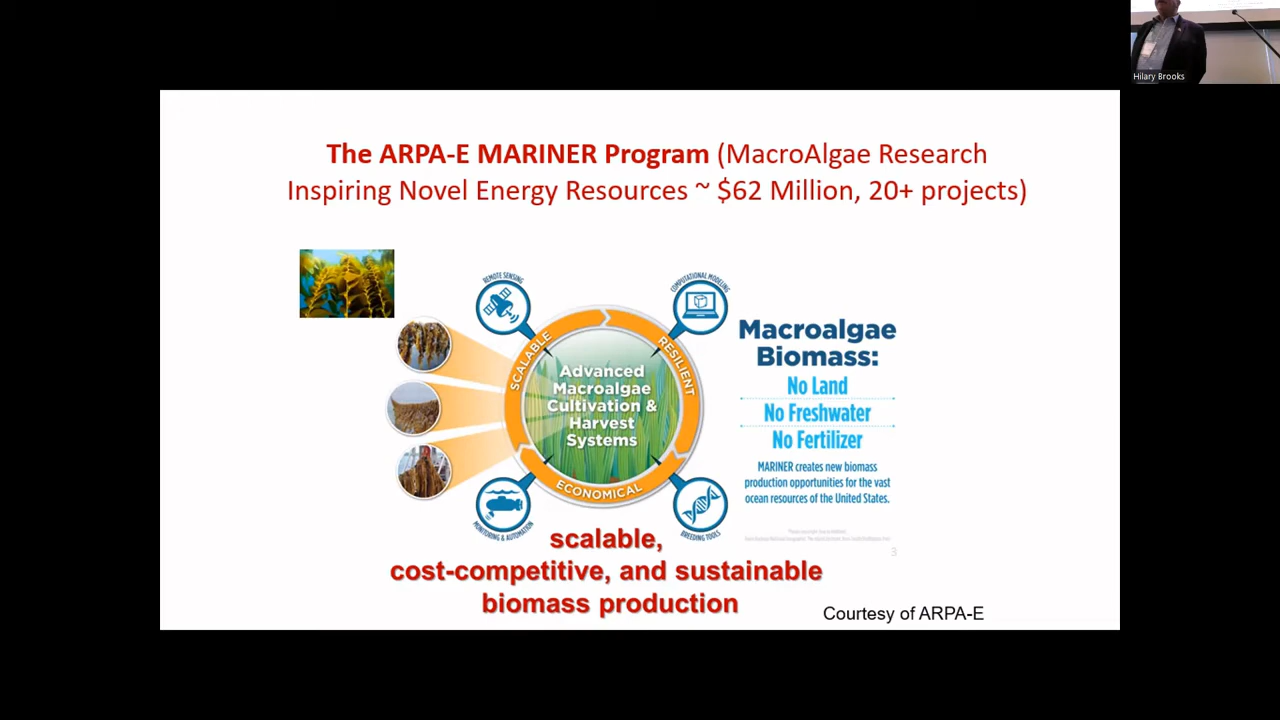 Hilary Brooks
The ARPA-E MARINER Program (MacroAlgae Research
Inspiring Novel Energy Resources ~ $62 Million, 20+ projects)
REMOTE SENSING
COMPUTATIONAL MODELING
SCALABLE
RESILIENT
Advanced
Macroalgae
Cultivation &
Harvest
Systems
ECONOMICAL
MONITORING & AUTOMATION
BREEDING TOOLS
Macroalgae
Biomass:
No Land
No Freshwater
No Fertilizer
MARINER creates new biomass
production opportunities for the vast
ocean resources of the United States.
3
scalable,
cost-competitive, and sustainable
biomass production
Courtesy of ARPA-E